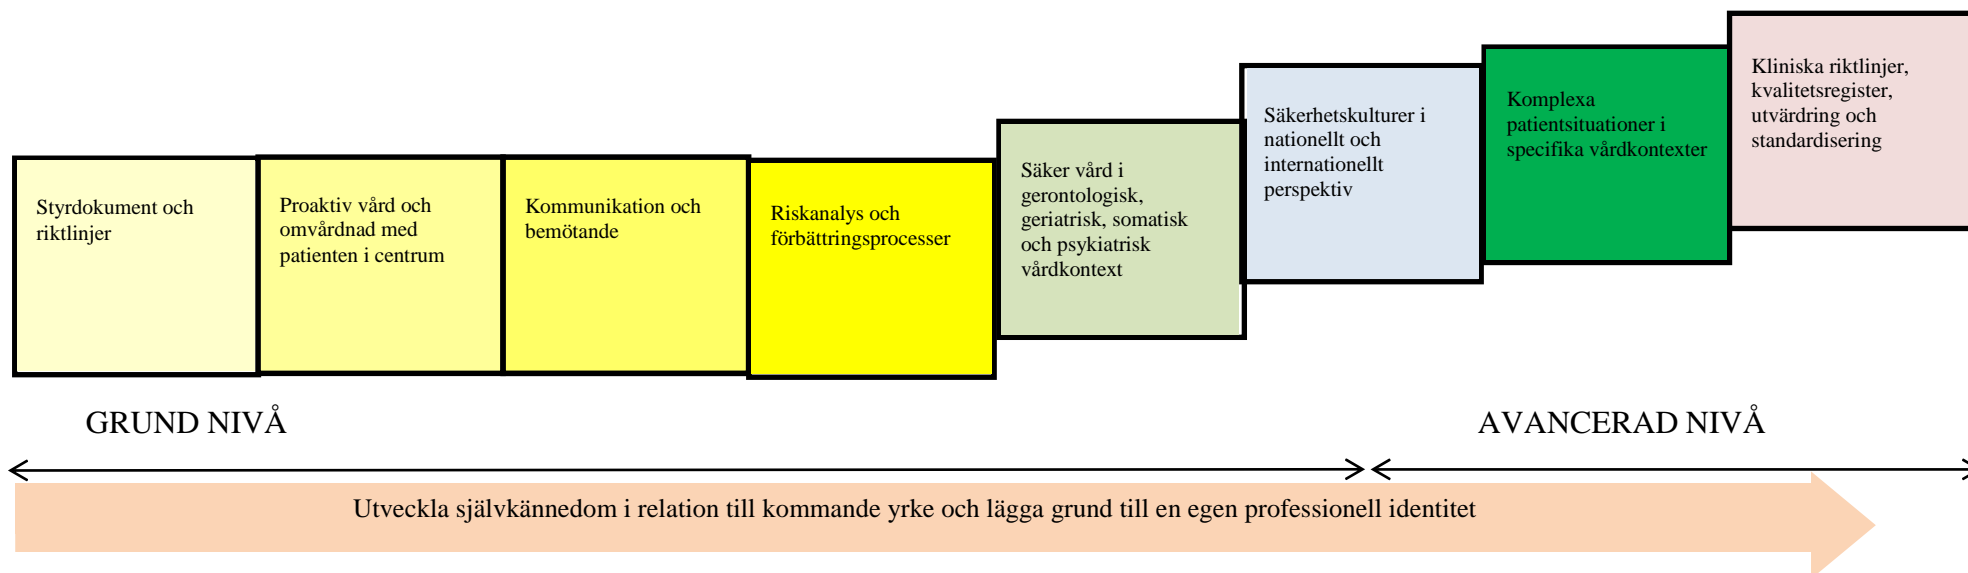 Styrdokument och
riktlinjer
Proaktiv vård och
omvårdnad med
patienten i centrum
Kommunikation och
bemötande
Riskanalys och
förbättringsprocesser
Säker vård i
gerontologisk,
geriatrisk, somatisk
och psykiatrisk
vårdkontext
Säkerhetskulturer i
nationellt och
internationellt
perspektiv
Komplexa
patientsituationer i
specifika vårdkontexter
Kliniska riktlinjer,
kvalitetsregister,
utvärdring och
standardisering
GRUND NIVÅ
AVANCERAD NIVÅ
Utveckla självkännedom i relation till kommande yrke och lägga grund till en egen professionell identitet